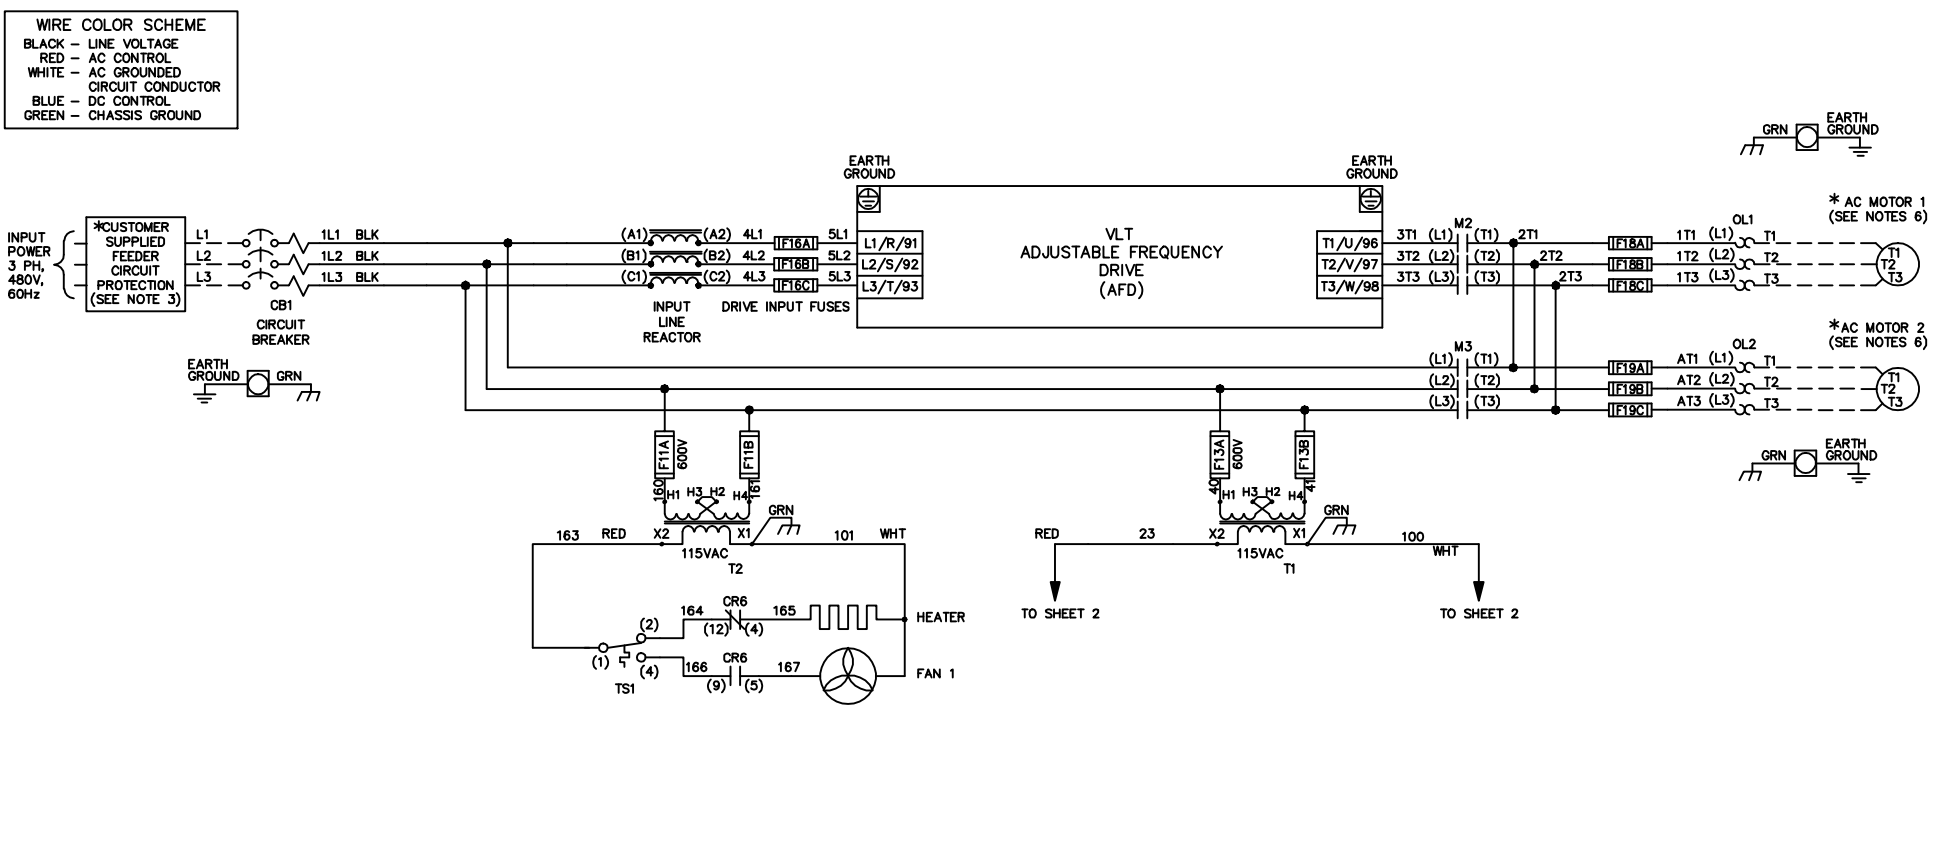 WIRE COLOR SCHEME
BLACK - LINE VOLTAGE
RED - AC CONTROL
WHITE - AC GROUNDED
CIRCUIT CONDUCTOR
BLUE - DC CONTROL
GREEN - CHASSIS GROUND
GRN
EARTH
GROUND
EARTH
GROUND
EARTH
GROUND
INPUT
POWER
3 PH,
480V,
60Hz
*CUSTOMER
SUPPLIED
FEEDER
CIRCUIT
PROTECTION
(SEE NOTE 3)
L1
L2
L3
CB1
CIRCUIT
BREAKER
1L1 BLK
1L2 BLK
1L3 BLK
(A1) (A2) 4L1 F16A 5L1 L1/R/91
(B1) (B2) 4L2 F16B 5L2 L2/S/92
(C1) (C2) 4L3 F16C 5L3 L3/T/93
INPUT
LINE
REACTOR
DRIVE INPUT FUSES
VLT
ADJUSTABLE FREQUENCY
DRIVE
(AFD)
M2
T1/U/96 3T1 (L1) (T1) 2T1 F18A 1T1 (L1) T1
T2/V/97 3T2 (L2) (T2) 2T2 F18B 1T2 (L2) T2
T3/W/98 3T3 (L3) (T3) 2T3 F18C 1T3 (L3) T3
OL1
* AC MOTOR 1
(SEE NOTES 6)
T1
T2
T3
EARTH
GROUND
GRN
M3
(L1) (T1) F19A AT1 (L1) T1
(L2) (T2) F19B AT2 (L2) T2
(L3) (T3) F19C AT3 (L3) T3
OL2
*AC MOTOR 2
(SEE NOTES 6)
T1
T2
T3
GRN
EARTH
GROUND
F11A
600V
F11B
160
161
H1 H3 H2 H4
GRN
163 RED X2 X1 101 WHT
115VAC
T2
F13A
600V
F13B
40
41
H1 H3 H2 H4
GRN
RED 23 X2 X1 100
WHT
115VAC
T1
TO SHEET 2
TO SHEET 2
164 CR6 165
(12) (4)
HEATER
(2)
(1)
(4)
TS1
166 CR6 167
(9) (5)
FAN 1